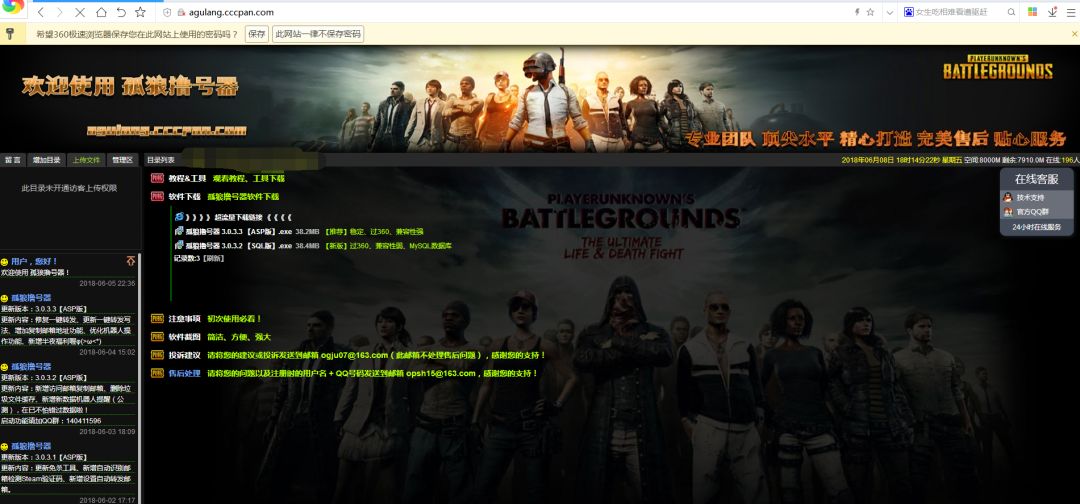 agulang.cccpan.com
女生吃相难看遭驱赶
希望360极速浏览器保存您在此网站上使用的密码吗？ 保存 此网站一律不保存密码
欢迎使用 孤狼撸号器
PLAYERUNKNOWN'S
BATTLEGROUNDS
agulang.cccpan.com
专业团队 顶尖水平 精心打造 完美售后 贴心服务
留言 增加目录 上传文件 管理区 目录列表
2018年06月08日 18时14分22秒 星期五 空间:8000M 剩余:7910.0M 在线:196人
此目录未开通访客上传权限
教程&工具 观看教程、工具下载
软件下载 孤狼撸号器软件下载
》》》》 超流量下载链接 《《《《
孤狼撸号器 3.0.3.3 【ASP版】.exe 38.2MB 【推荐】稳定、过360、兼容性强
孤狼撸号器 3.0.3.2 【SQL版】.exe 38.4MB 【新版】过360、兼容性弱、MySQL数据库
记录数:3 [刷新]
注意事项 初次使用必看！
软件截图 简洁、方便、强大
投诉建议 请将您的建议或投诉发送到邮箱 ogju07@163.com（此邮箱不处理售后问题），感谢您的支持！
售后处理 请将您的问题以及注册时的用户名 + QQ号码发送到邮箱 opsh15@163.com，感谢您的支持！
PLAYERUNKNOWN'S
BATTLEGROUNDS
THE ULTIMATE
LIFE & DEATH FIGHT
在线客服
技术支持
官方QQ群
24小时在线服务
用户，您好！
欢迎使用 孤狼撸号器！
2018-06-05 22:36
孤狼撸号器
更新版本：3.0.3.3【ASP版】
更新内容：修复一键转发、更新一键转发写
法、增加复制邮箱地址功能、优化机器人操
作功能、新增半夜福利喔φ(>ω<*)
2018-06-04 15:02
孤狼撸号器
更新版本：3.0.3.2【ASP版】
更新内容：新增访问邮箱复制邮箱、删除垃
圾文件缓存、新增新数据机器人提醒（公
测），在已不怕错过数据啦！
启动功能请加QQ群：140411596
2018-06-03 18:09
孤狼撸号器
更新版本：3.0.3.1【ASP版】
更新内容：更新免杀工具、新增自动识别邮
箱检测Steam验证码、新增设置自动转发邮
箱。
2018-06-02 17:17